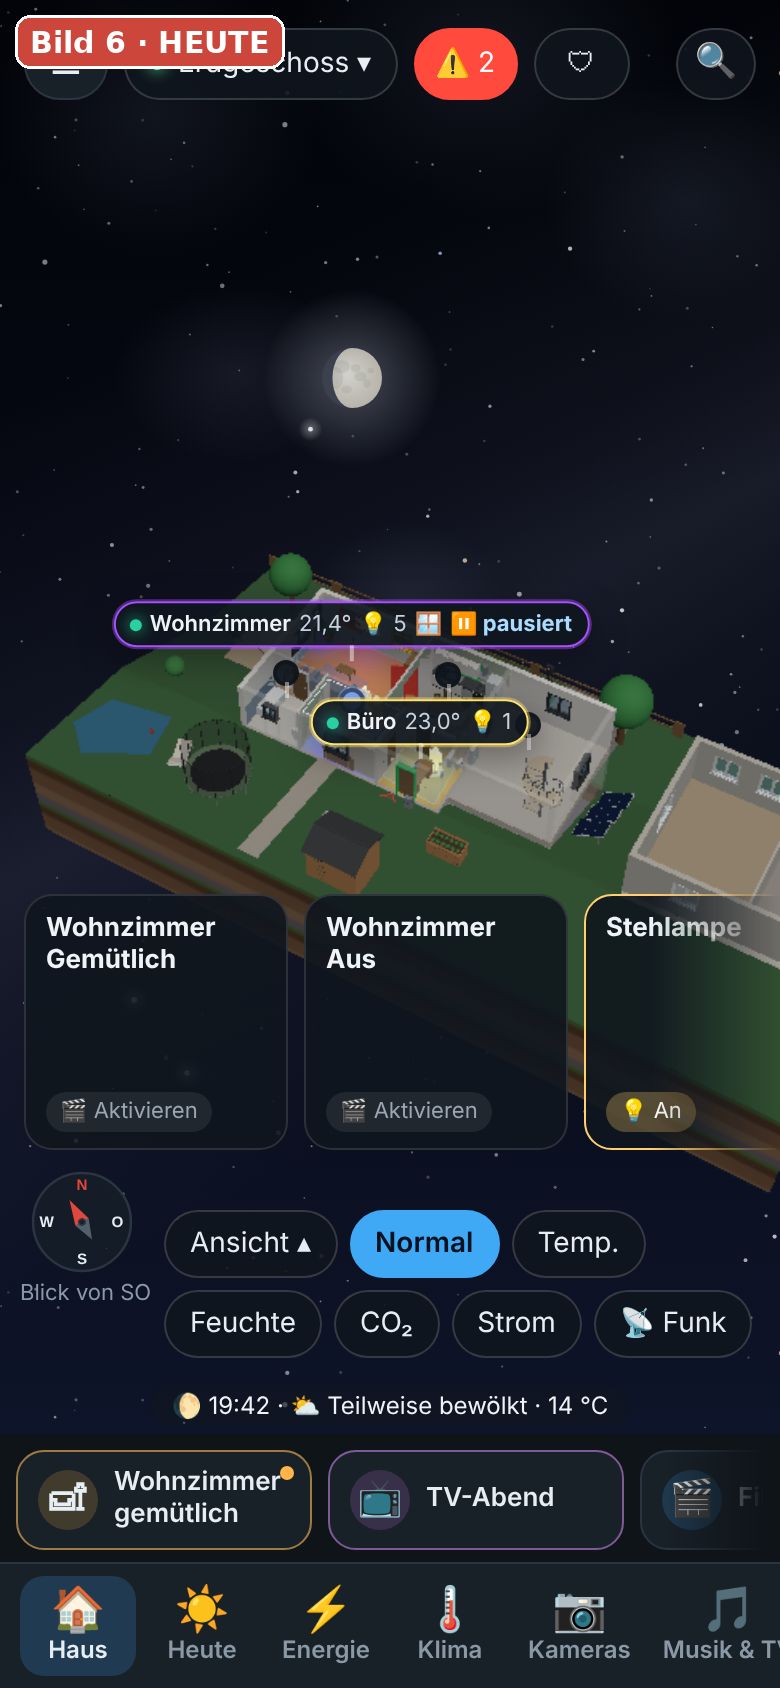 Bild 6 · HEUTE
Erdgeschoss ▾
⚠️ 2
Wohnzimmer 21,4° 💡 5 🪟 ⏸ pausiert
Büro 23,0° 💡 1
Wohnzimmer Gemütlich
Wohnzimmer Aus
Stehlampe
🎬 Aktivieren
🎬 Aktivieren
💡 An
N
W O
S
Blick von SO
Ansicht ▴
Normal
Temp.
Feuchte
CO₂
Strom
📡 Funk
🌔 19:42 · ⛅ Teilweise bewölkt · 14 °C
Wohnzimmer gemütlich
TV-Abend
Haus
Heute
Energie
Klima
Kameras
Musik & TV